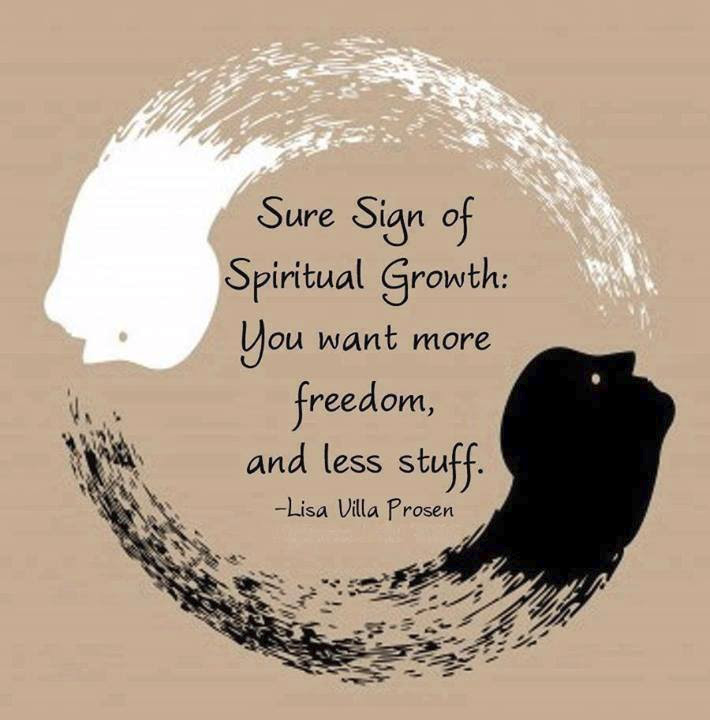 Sure Sign of
Spiritual Growth:
You want more
freedom,
and less stuff.
-Lisa Villa Prosen